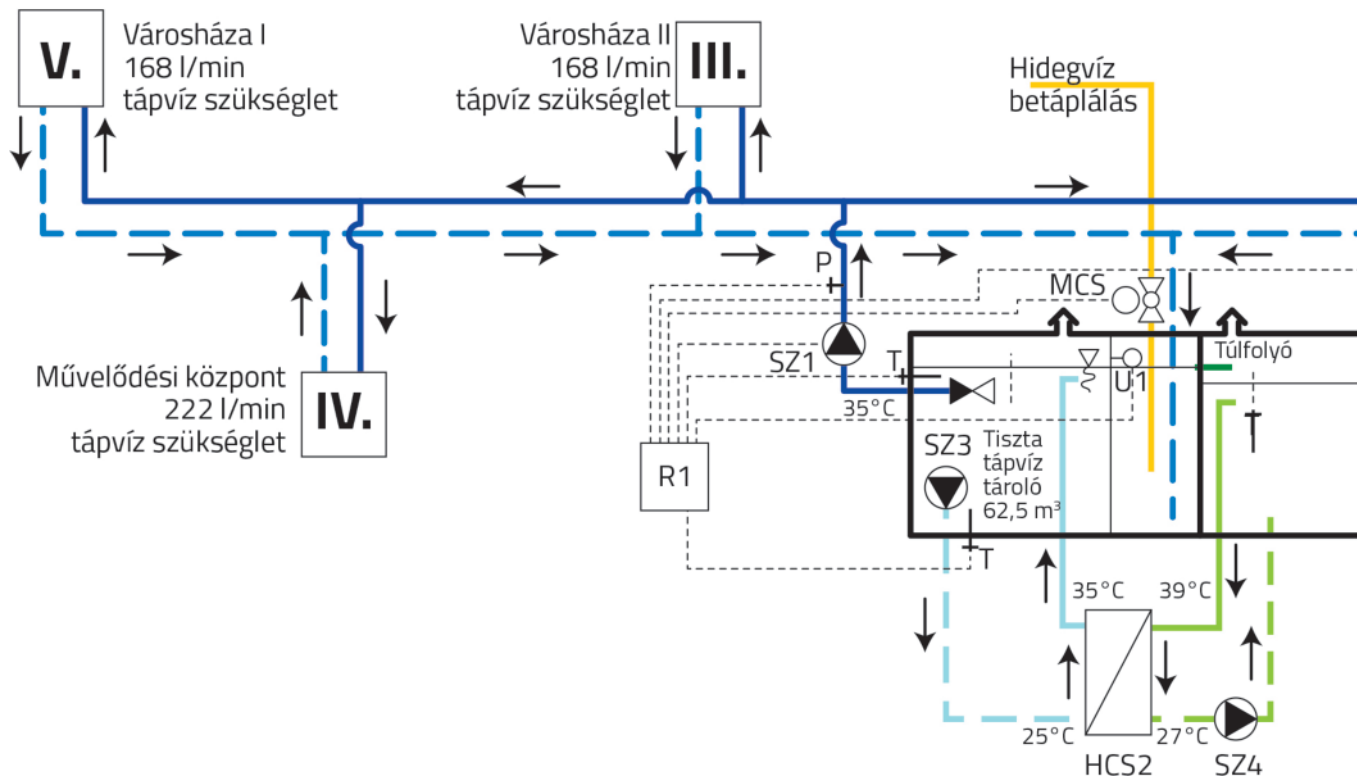 V.
Városháza I
168 l/min
tápvíz szükséglet
Városháza II
168 l/min
tápvíz szükséglet
III.
Hidegvíz
betáplálás
P
MCS
SZ1
T
35°C
U1
Túlfolyó
T
Művelődési központ
222 l/min
tápvíz szükséglet
IV.
R1
SZ3
Tiszta
tápvíz
tároló
62,5 m³
T
35°C
39°C
25°C
27°C
HCS2
SZ4